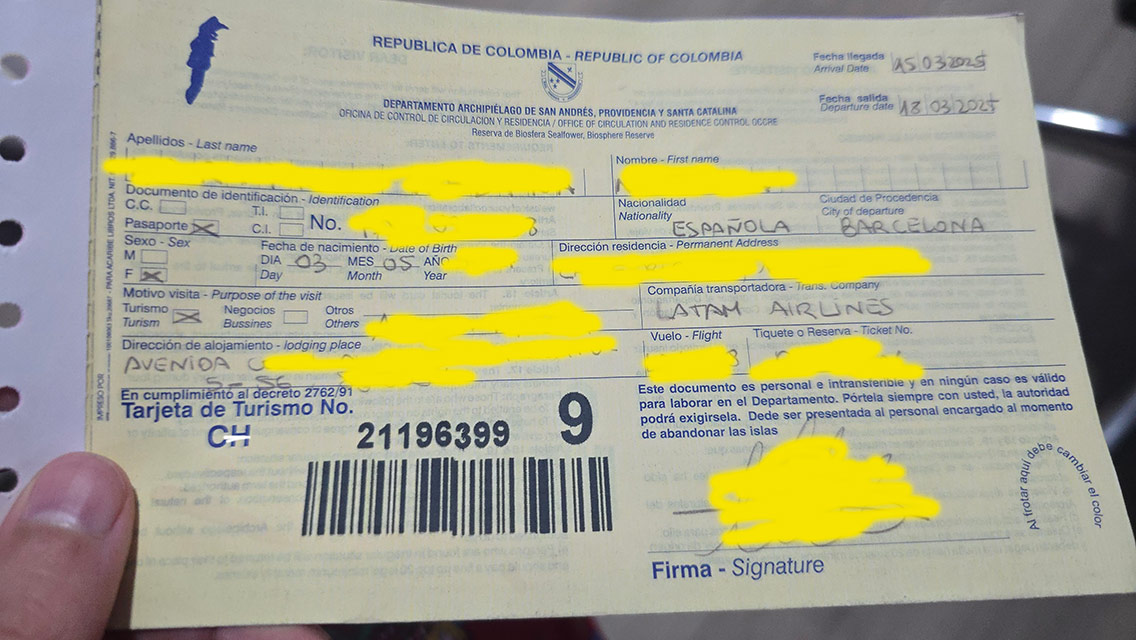 REPUBLICA DE COLOMBIA - REPUBLIC OF COLOMBIA
Fecha llegada 15 03 2025
Arrival Date
Fecha salida 18 03 2025
Departure date
DEPARTAMENTO ARCHIPIÉLAGO DE SAN ANDRÉS, PROVIDENCIA Y SANTA CATALINA
OFICINA DE CONTROL DE CIRCULACION Y RESIDENCIA / OFFICE OF CIRCULATION AND RESIDENCE CONTROL OCCRE
Reserva de Biosfera Sealfower, Biosphere Reserve
Apellidos - Last name
Nombre - First name
Documento de identificación - Identification
C.C. T.I.
Pasaporte X C.I. No. 8
Nacionalidad
Nationality ESPAÑOLA
Ciudad de Procedencia
City of departure
BARCELONA
Sexo - Sex
M
F X
Fecha de nacimiento - Date of Birth
DIA 03 MES 05 AÑO
Day Month Year
Dirección residencia - Permanent Address
Motivo visita - Purpose of the visit
Turismo X Negocios Otros
Turism Bussines Others
Compañía transportadora - Trans. Company
LATAM AIRLINES
Dirección de alojamiento - lodging place
AVENIDA
5-56
Vuelo - Flight
Tiquete o Reserva - Ticket No.
En cumplimiento al decreto 2762/91
Tarjeta de Turismo No.
CH 21196399 9
Este documento es personal e intransferible y en ningún caso es válido
para laborar en el Departamento. Pórtela siempre con usted, la autoridad
podrá exigirsela. Dede ser presentada al personal encargado al momento
de abandonar las islas
Al frotar aquí debe cambiar el color
Firma - Signature
IMPRESO POR